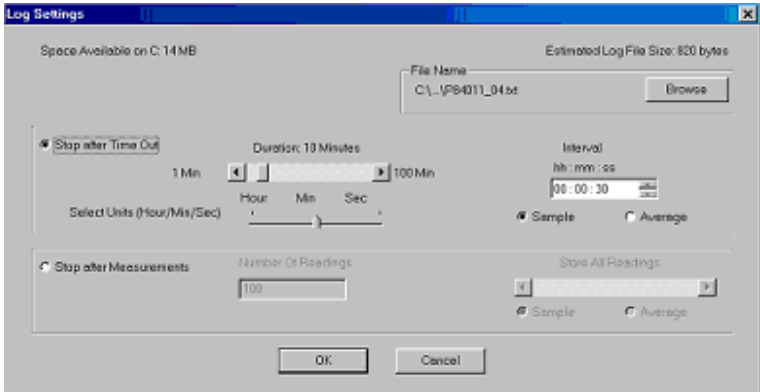 Log Settings
Space Available on C: 14 MB
Estimated Log File Size: 820 bytes
File Name
C:\...\P84011_04.txt
Browse
Stop after Time Out
Duration: 10 Minutes
Interval
1 Min
100 Min
hh : mm : ss
00 : 00 : 30
Hour Min Sec
Select Units (Hour/Min/Sec)
Sample Average
Stop after Measurements
Number Of Readings
Store All Readings
100
Sample Average
OK Cancel